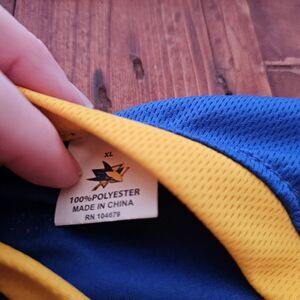 XL
100%POLYESTER
MADE IN CHINA
RN 104679